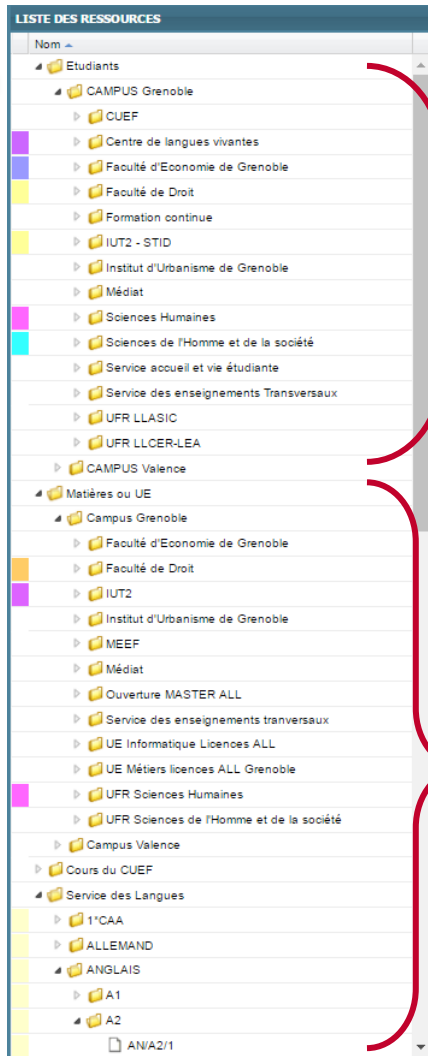 LISTE DES RESSOURCES
Nom
Etudiants
CAMPUS Grenoble
CUEF
Centre de langues vivantes
Faculté d'Economie de Grenoble
Faculté de Droit
Formation continue
IUT2 - STID
Institut d'Urbanisme de Grenoble
Médiat
Sciences Humaines
Sciences de l'Homme et de la société
Service accueil et vie étudiante
Service des enseignements Transversaux
UFR LLASIC
UFR LLCER-LEA
CAMPUS Valence
Matières ou UE
Campus Grenoble
Faculté d'Economie de Grenoble
Faculté de Droit
IUT2
Institut d'Urbanisme de Grenoble
MEEF
Médiat
Ouverture MASTER ALL
Service des enseignements tranversaux
UE Informatique Licences ALL
UE Métiers licences ALL Grenoble
UFR Sciences Humaines
UFR Sciences de l'Homme et de la société
Campus Valence
Cours du CUEF
Service des Langues
1*CAA
ALLEMAND
ANGLAIS
A1
A2
AN/A2/1